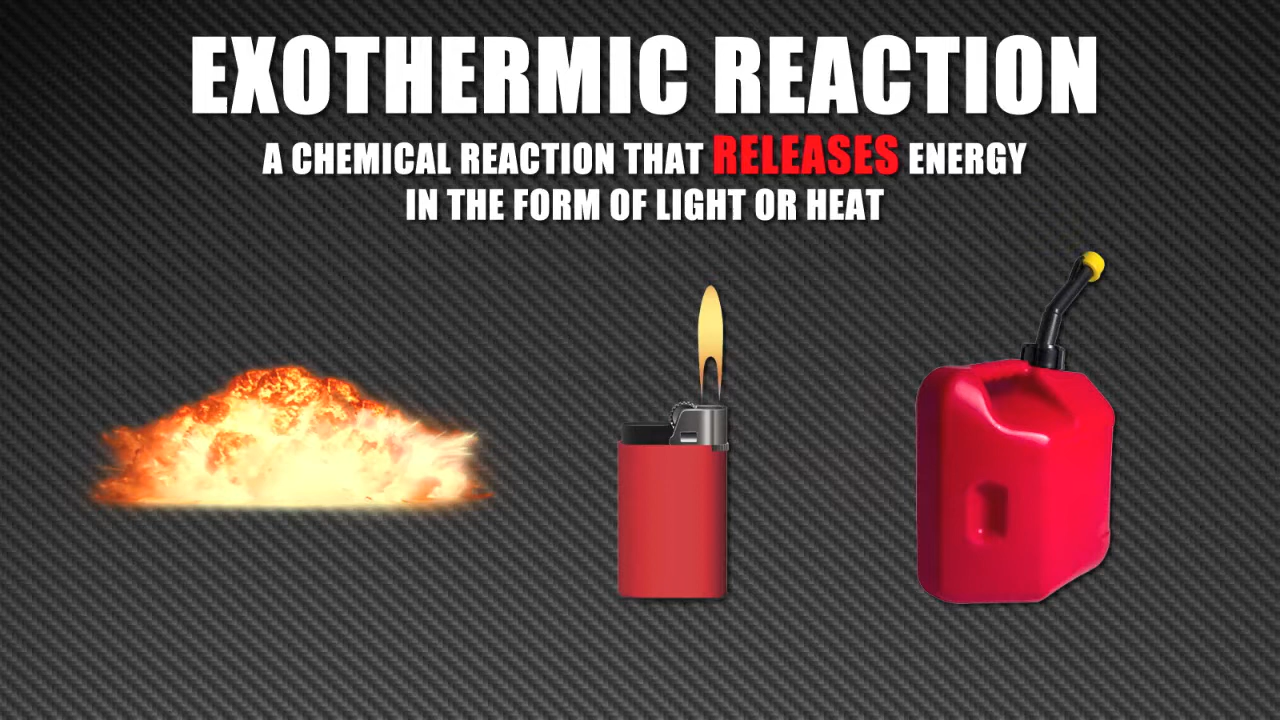 EXOTHERMIC REACTION
A CHEMICAL REACTION THAT RELEASES ENERGY
IN THE FORM OF LIGHT OR HEAT